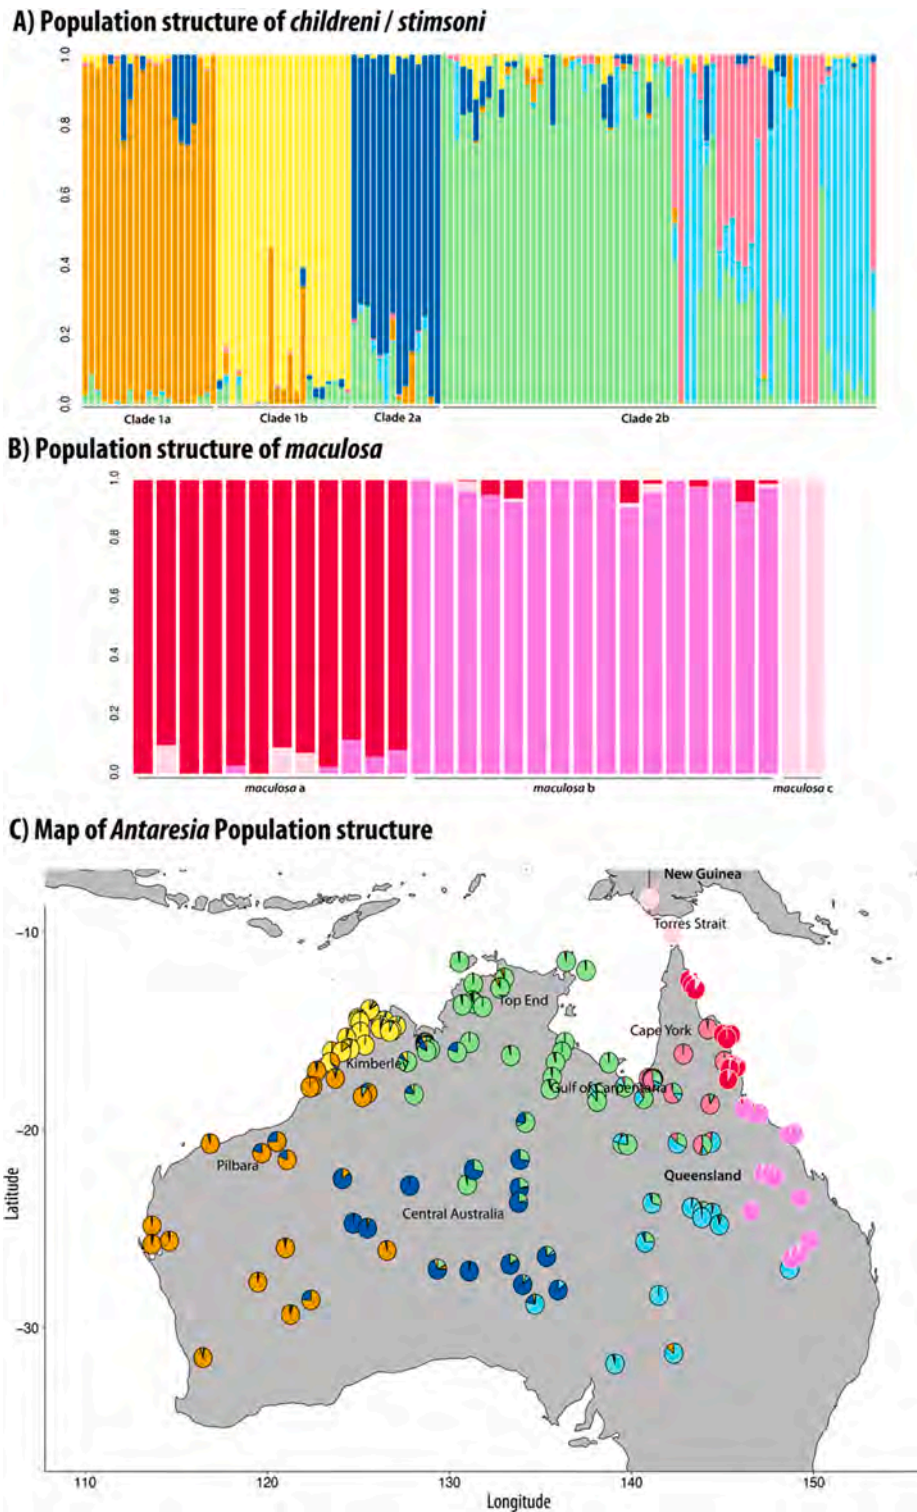 A) Population structure of childreni / stimsoni
1.0
0.8
0.6
0.4
0.2
0.0
Clade 1a
Clade 1b
Clade 2a
Clade 2b
B) Population structure of maculosa
1.0
0.8
0.6
0.4
0.2
0.0
maculosa a
maculosa b
maculosa c
C) Map of Antaresia Population structure
New Guinea
Torres Strait
Top End
Cape York
Kimberley
Gulf of Carpentaria
Pilbara
Queensland
Central Australia
−10
−20
−30
Latitude
110
120
130
140
150
Longitude